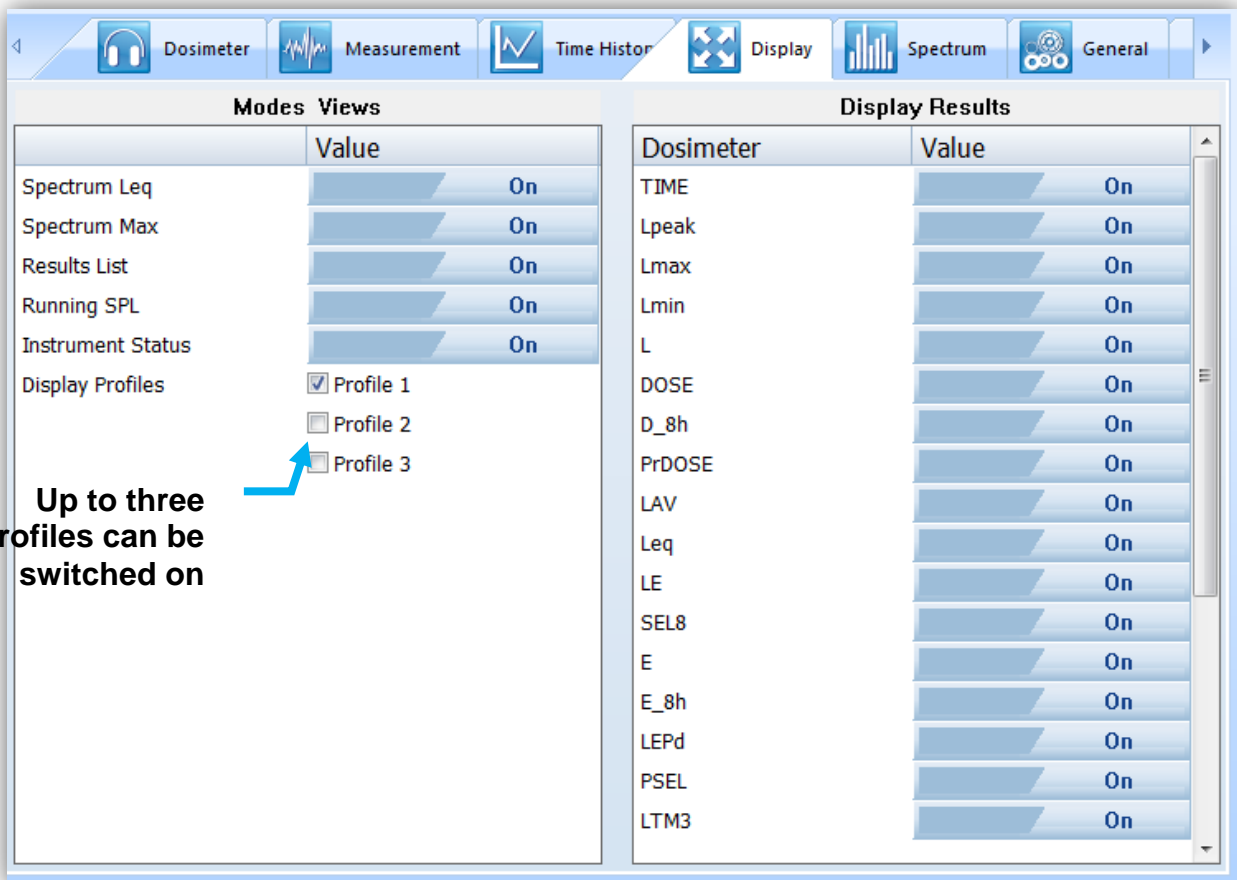 Dosimeter Measurement Time Histor Display Spectrum General
Modes Views
Value
Spectrum Leq On
Spectrum Max On
Results List On
Running SPL On
Instrument Status On
Display Profiles Profile 1
Profile 2
Profile 3
Up to three
rofiles can be
switched on
Display Results
Dosimeter Value
TIME On
Lpeak On
Lmax On
Lmin On
L On
DOSE On
D_8h On
PrDOSE On
LAV On
Leq On
LE On
SEL8 On
E On
E_8h On
LEPd On
PSEL On
LTM3 On